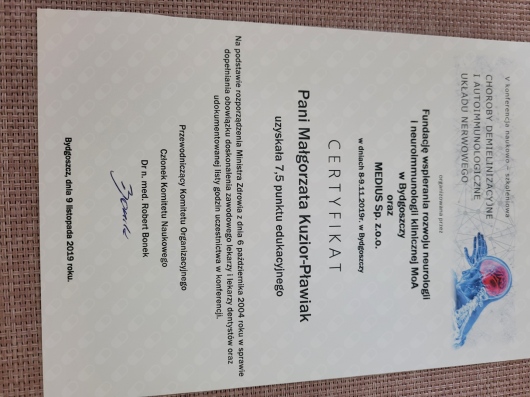 V konferencja naukowo - szkoleniowa
CHOROBY DEMIELINIZACYJNE
I AUTOIMMUNOLOGICZNE
UKŁADU NERWOWEGO
organizowana przez
Fundację wspierania rozwoju neurologii
i neuroimmunologii klinicznej MoA
w Bydgoszczy
oraz
MEDIUS Sp. z.o.o.
w dniach 8-9.11.2019r. w Bydgoszczy
CERTYFIKAT
Pani Małgorzata Kuzior-Pławiak
uzyskała 7,5 punktu edukacyjnego
Na podstawie rozporządzenia Ministra Zdrowia z dnia 6 października 2004 roku w sprawie
dopełniania obowiązku doskonalenia zawodowego lekarzy i lekarzy dentystów oraz
udokumentowanej listy godzin uczestnictwa w konferencji.
Przewodniczący Komitetu Organizacyjnego
Członek Komitetu Naukowego
Dr n. med. Robert Bonek
Bydgoszcz, dnia 9 listopada 2019 roku.